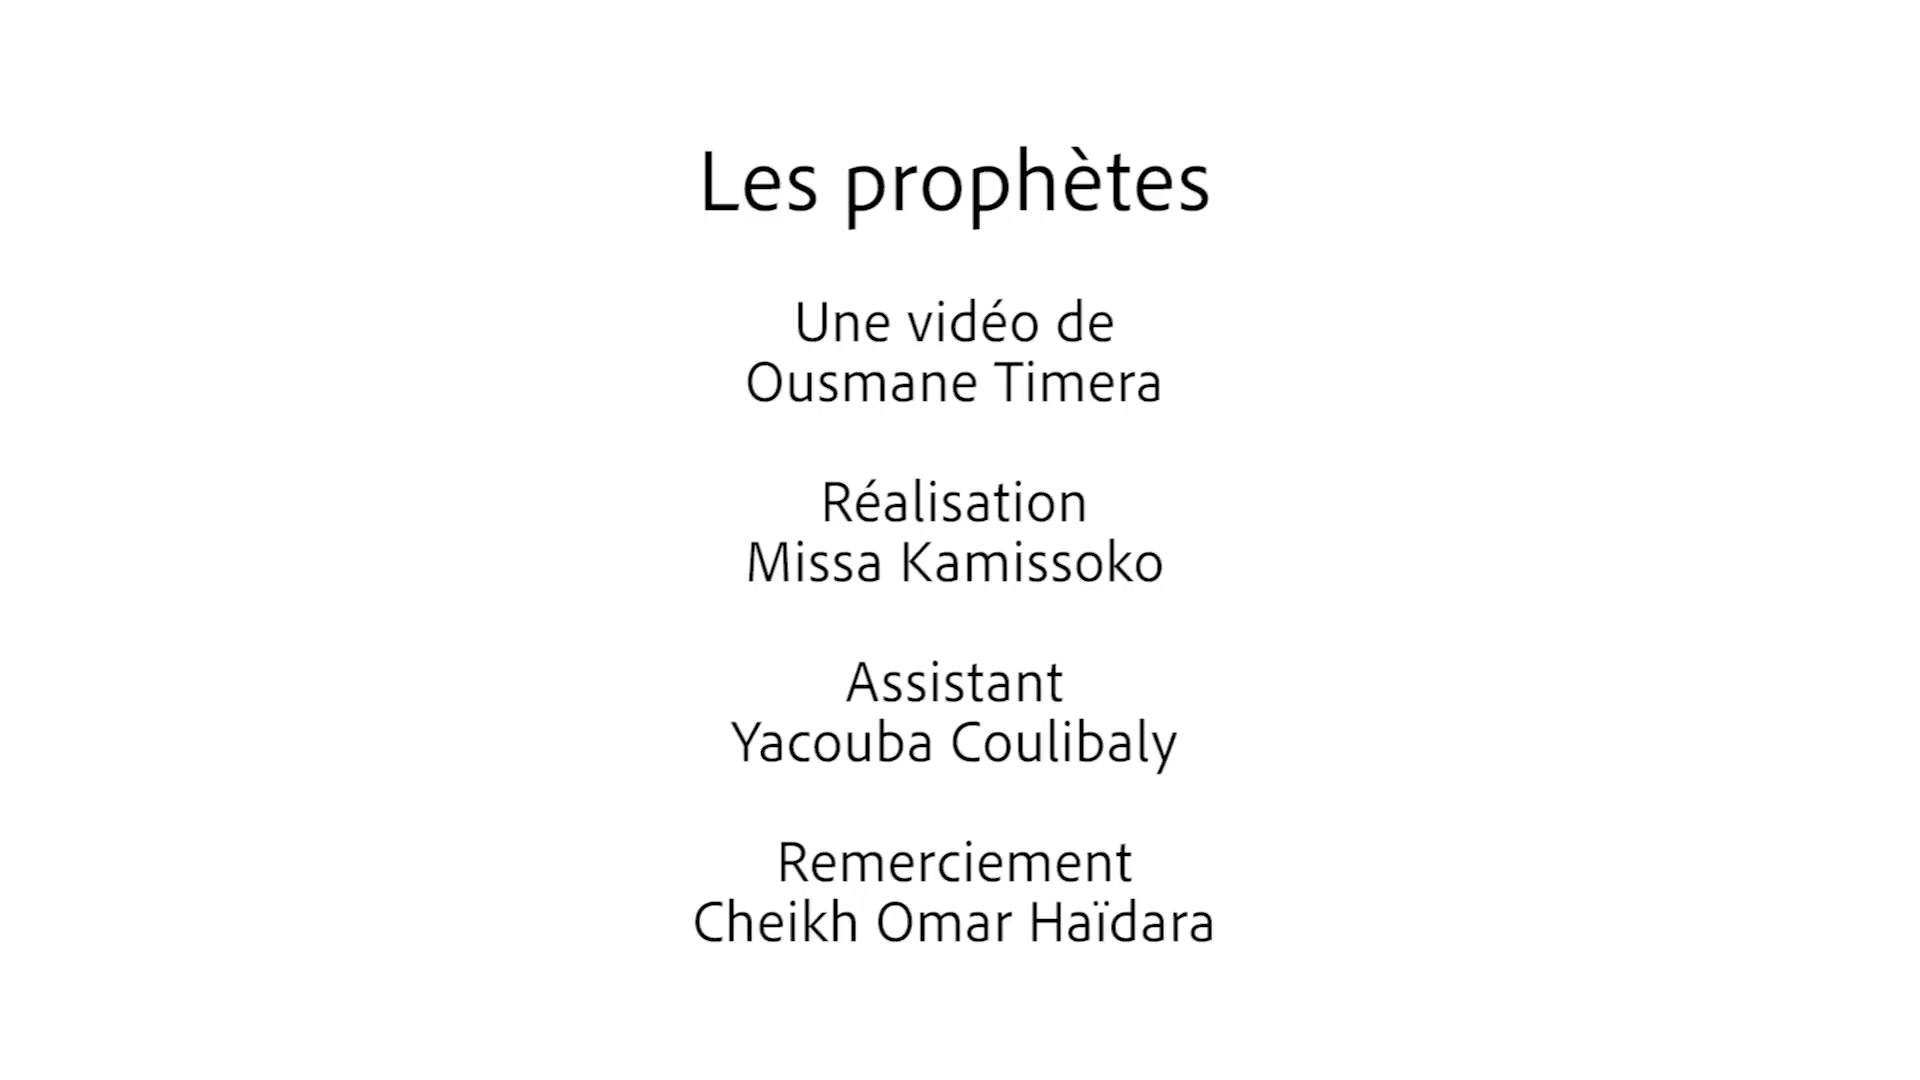 Les prophètes
Une vidéo de
Ousmane Timera
Réalisation
Missa Kamissoko
Assistant
Yacouba Coulibaly
Remerciement
Cheikh Omar Haïdara